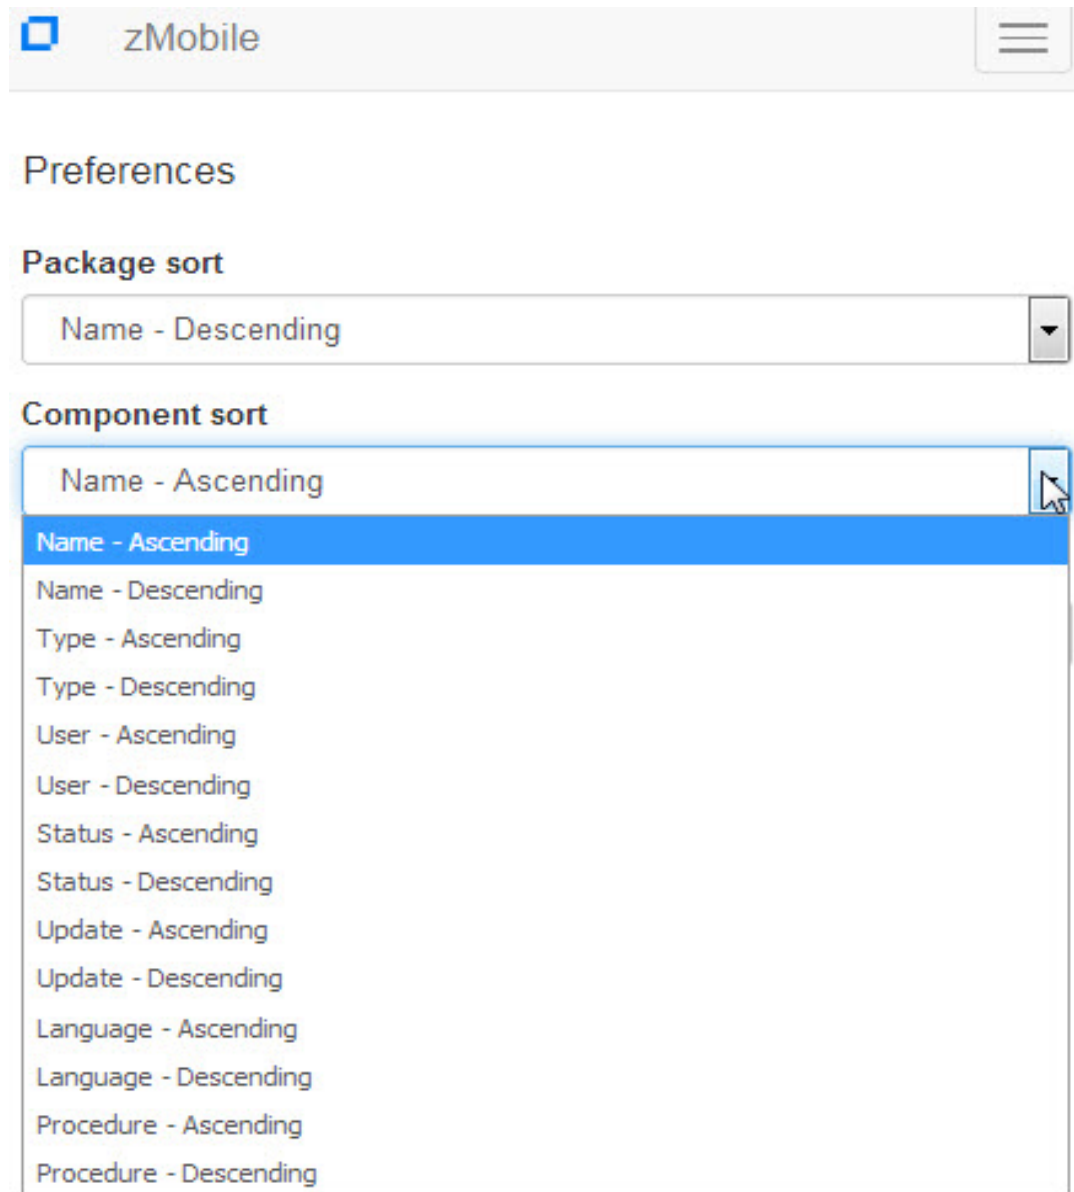 zMobile
Preferences
Package sort
Name - Descending
Component sort
Name - Ascending
Name - Ascending
Name - Descending
Type - Ascending
Type - Descending
User - Ascending
User - Descending
Status - Ascending
Status - Descending
Update - Ascending
Update - Descending
Language - Ascending
Language - Descending
Procedure - Ascending
Procedure - Descending